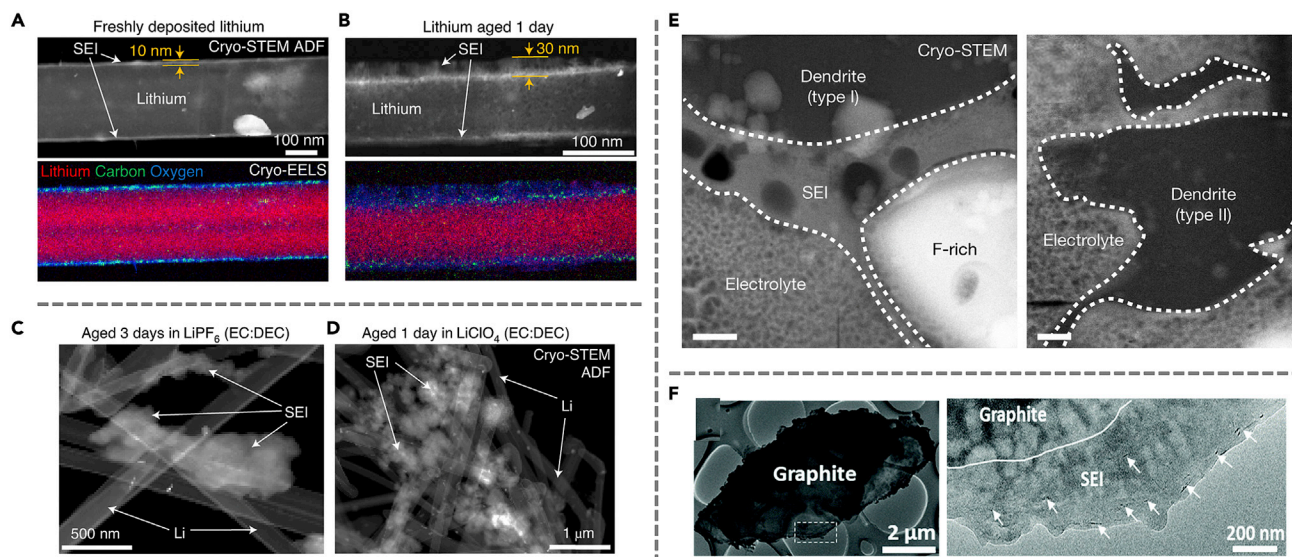 A
Freshly deposited lithium
SEI
10 nm
Cryo-STEM ADF
Lithium
100 nm
Lithium Carbon Oxygen
Cryo-EELS
B
Lithium aged 1 day
SEI
30 nm
Lithium
100 nm
C
Aged 3 days in LiPF₆ (EC:DEC)
SEI
Li
500 nm
D
Aged 1 day in LiClO₄ (EC:DEC)
Cryo-STEM
ADF
SEI
Li
1 μm
E
Cryo-STEM
Dendrite
(type I)
SEI
F-rich
Electrolyte
Dendrite
(type II)
Electrolyte
F
Graphite
2 μm
Graphite
SEI
200 nm